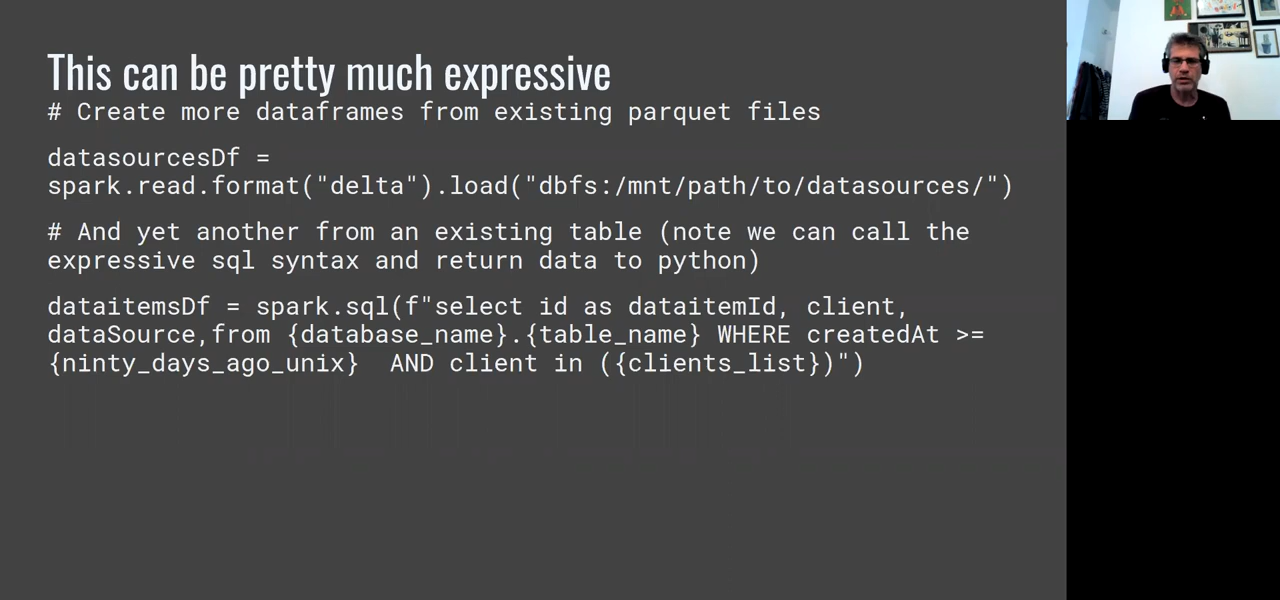 This can be pretty much expressive
# Create more dataframes from existing parquet files
datasourcesDf =
spark.read.format("delta").load("dbfs:/mnt/path/to/datasources/")
# And yet another from an existing table (note we can call the
expressive sql syntax and return data to python)
dataitemsDf = spark.sql(f"select id as dataitemId, client,
dataSource,from {database_name}.{table_name} WHERE createdAt >=
{ninty_days_ago_unix}  AND client in ({clients_list})")